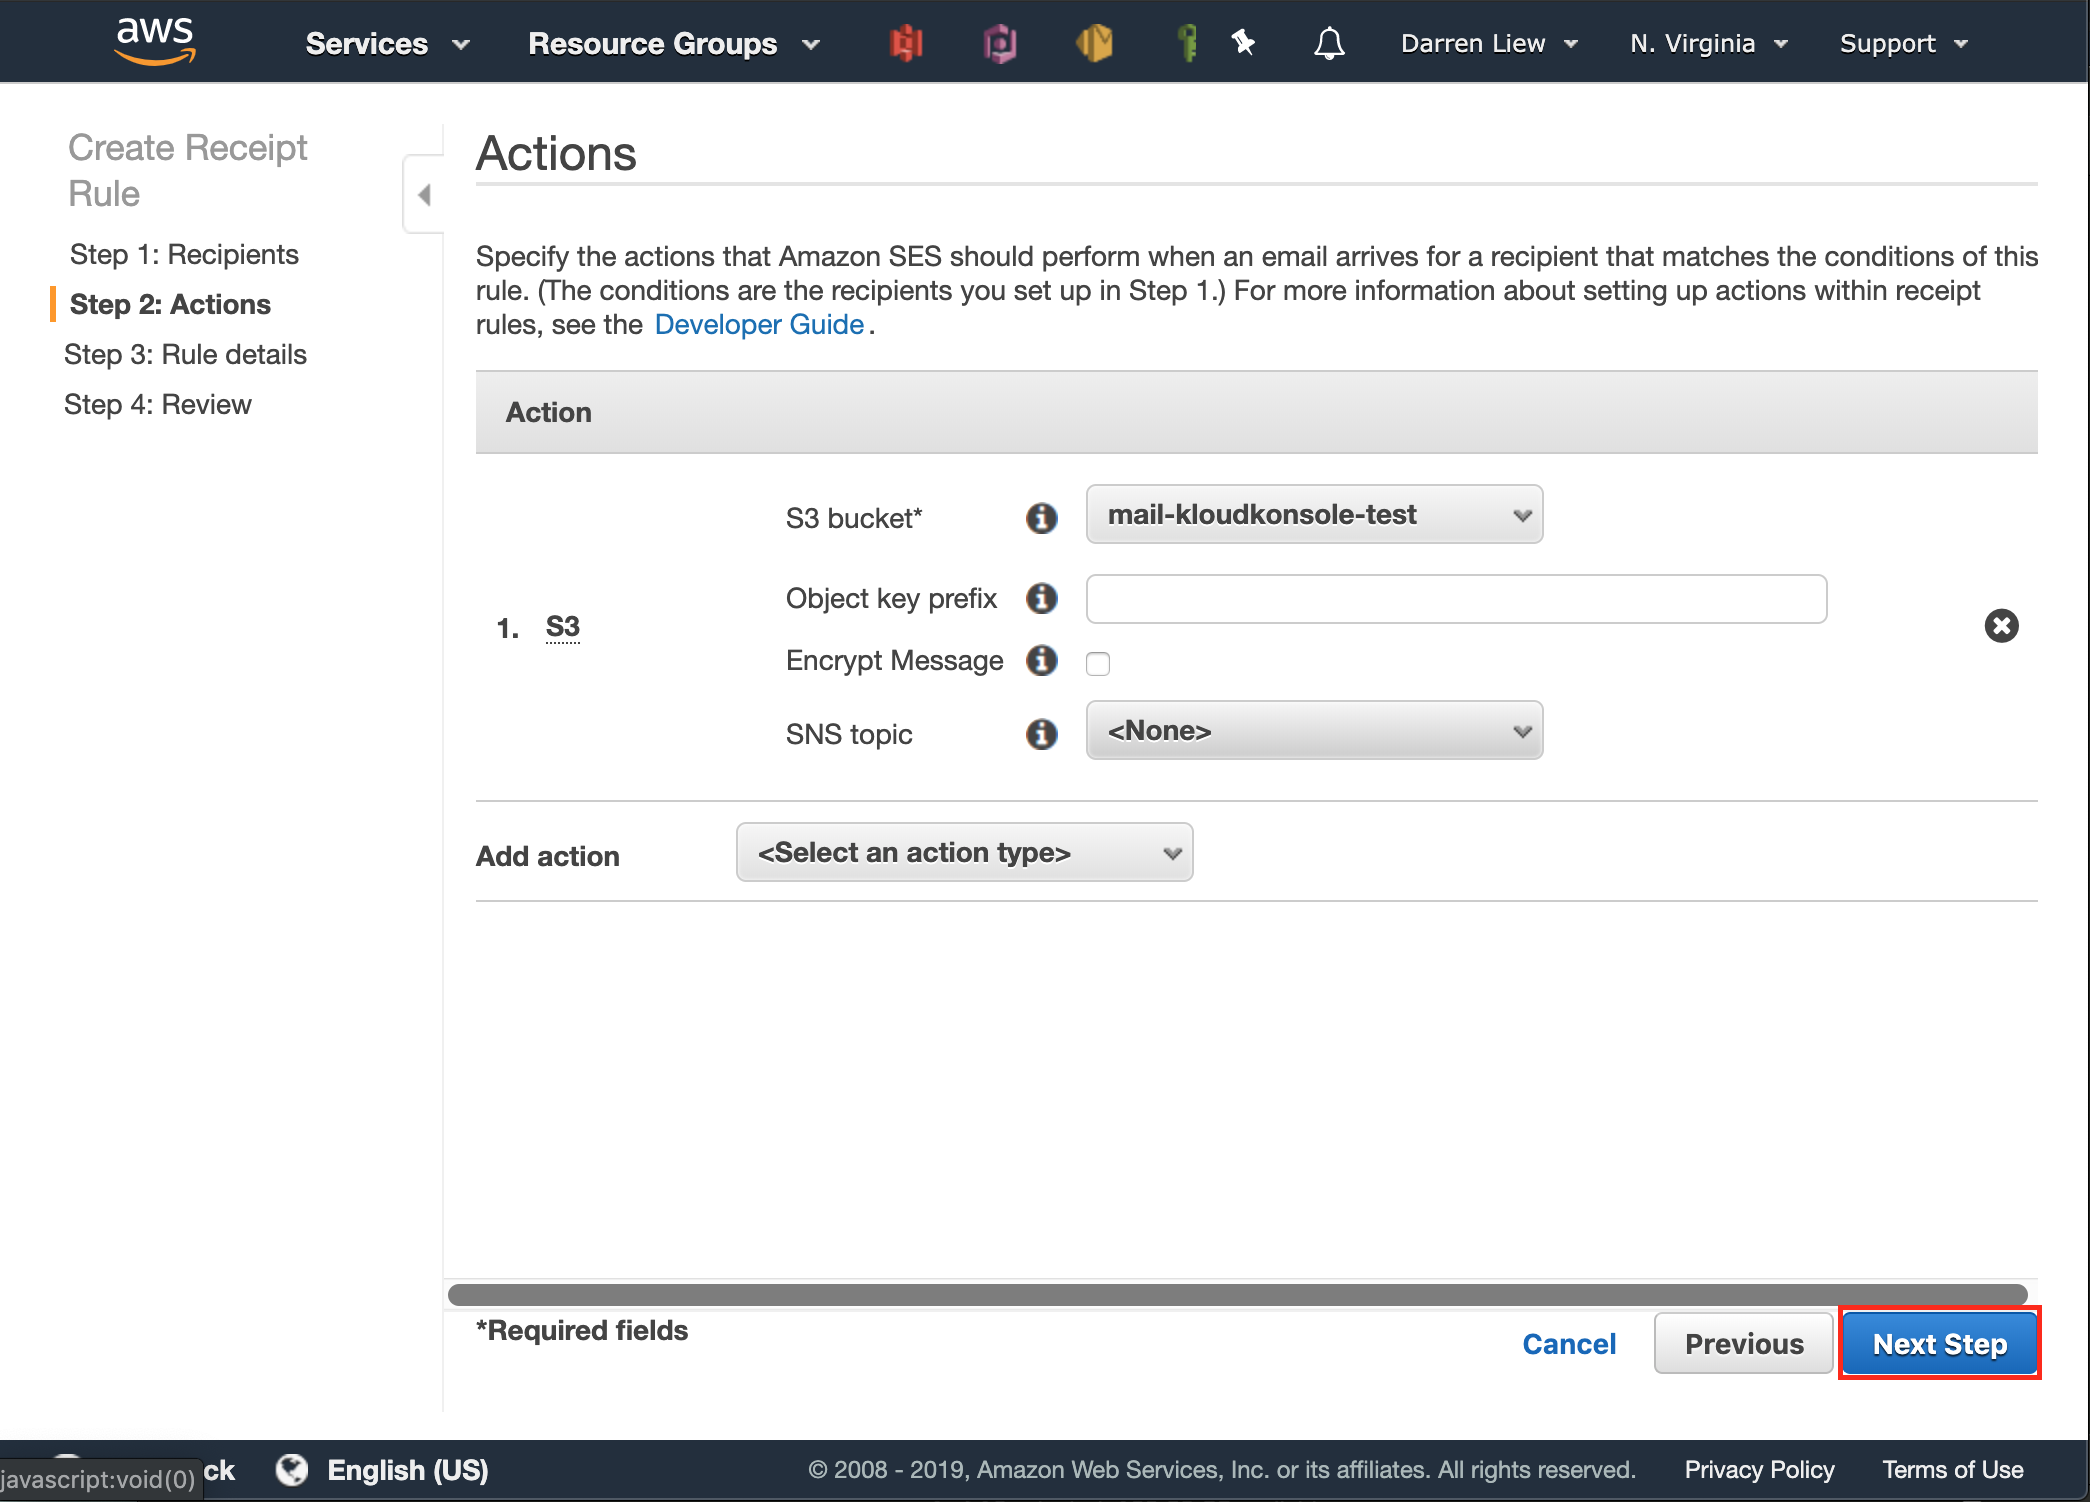 aws Services Resource Groups Darren Liew N. Virginia Support
Create Receipt
Rule
Step 1: Recipients
Step 2: Actions
Step 3: Rule details
Step 4: Review
Actions
Specify the actions that Amazon SES should perform when an email arrives for a recipient that matches the conditions of this
rule. (The conditions are the recipients you set up in Step 1.) For more information about setting up actions within receipt
rules, see the Developer Guide.
Action
1. S3
S3 bucket* mail-kloudkonsole-test
Object key prefix
Encrypt Message
SNS topic <None>
Add action <Select an action type>
*Required fields
Cancel Previous Next Step
javascript:void(0) ck English (US) © 2008 - 2019, Amazon Web Services, Inc. or its affiliates. All rights reserved. Privacy Policy Terms of Use